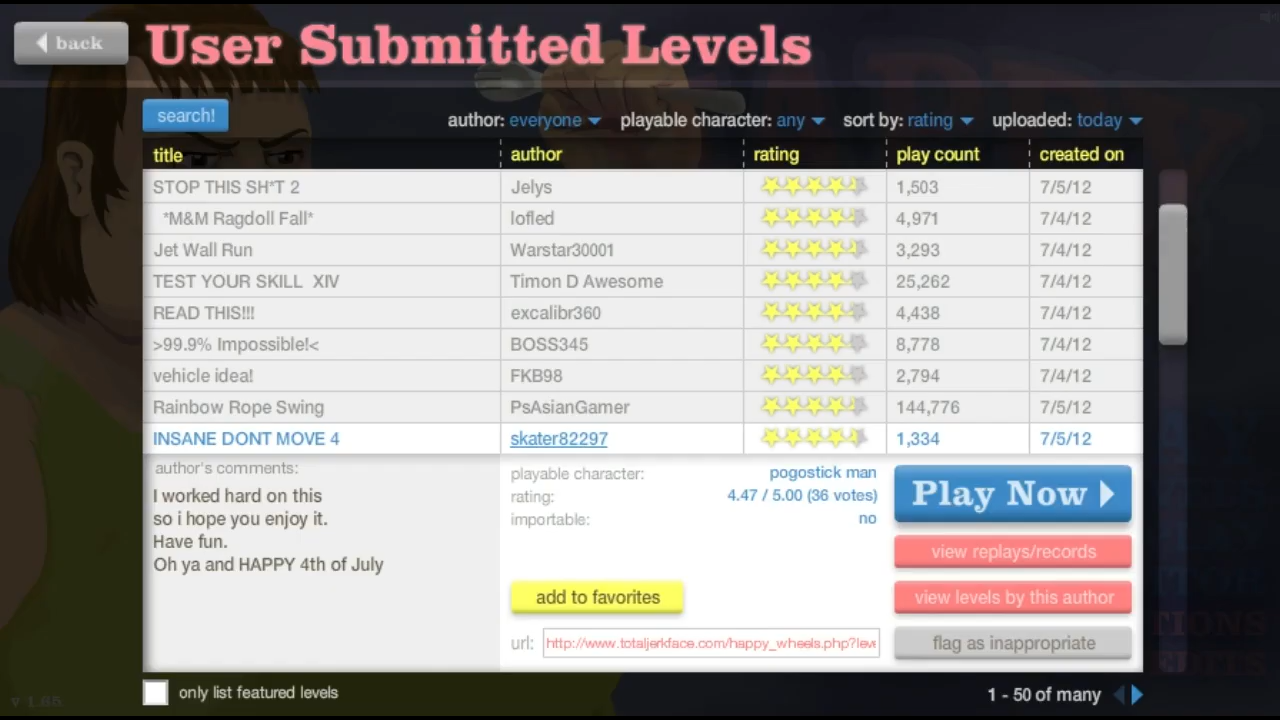 back
User Submitted Levels
search!
author: everyone playable character: any sort by: rating uploaded: today
title author rating play count created on
STOP THIS SH*T 2 Jelys 1,503 7/5/12
*M&M Ragdoll Fall* lofled 4,971 7/4/12
Jet Wall Run Warstar30001 3,293 7/4/12
TEST YOUR SKILL XIV Timon D Awesome 25,262 7/4/12
READ THIS!!! excalibr360 4,438 7/4/12
>99.9% Impossible!< BOSS345 8,778 7/4/12
vehicle idea! FKB98 2,794 7/4/12
Rainbow Rope Swing PsAsianGamer 144,776 7/5/12
INSANE DONT MOVE 4 skater82297 1,334 7/5/12
author's comments:
I worked hard on this
so i hope you enjoy it.
Have fun.
Oh ya and HAPPY 4th of July
playable character: pogostick man
rating: 4.47 / 5.00 (36 votes)
importable: no
add to favorites
url: http://www.totaljerkface.com/happy_wheels.php?leve
Play Now
view replays/records
view levels by this author
flag as inappropriate
only list featured levels
1 - 50 of many
v 1.65